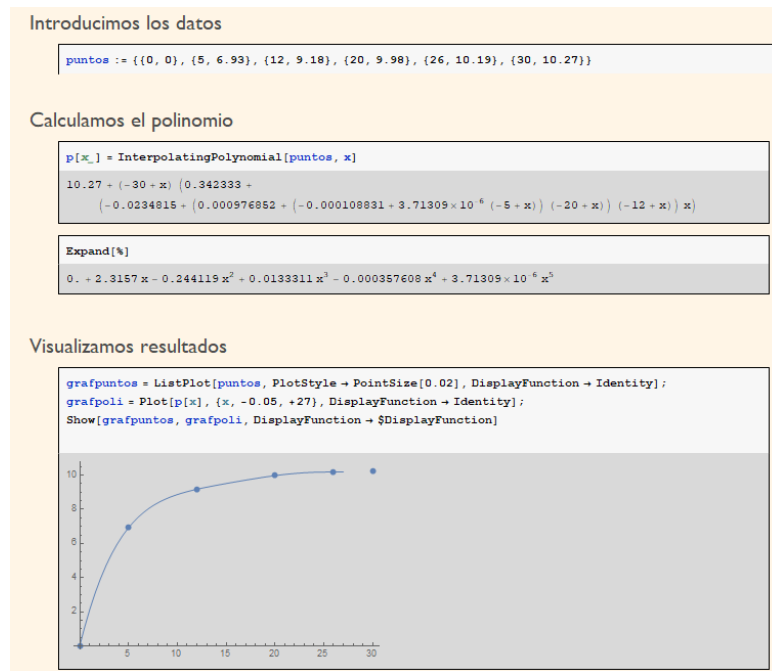 Introducimos los datos
puntos := {{0, 0}, {5, 6.93}, {12, 9.18}, {20, 9.98}, {26, 10.19}, {30, 10.27}}
Calculamos el polinomio
p[x_] = InterpolatingPolynomial[puntos, x]
10.27 + (-30 + x) (0.342333 +
(-0.0234815 + (0.000976852 + (-0.000108831 + 3.71309×10⁻⁶ (-5 + x)) (-20 + x)) (-12 + x)) x)
Expand[%]
0. + 2.3157 x - 0.244119 x² + 0.0133311 x³ - 0.000357608 x⁴ + 3.71309×10⁻⁶ x⁵
Visualizamos resultados
grafpuntos = ListPlot[puntos, PlotStyle → PointSize[0.02], DisplayFunction → Identity];
grafpoli = Plot[p[x], {x, -0.05, +27}, DisplayFunction → Identity];
Show[grafpuntos, grafpoli, DisplayFunction → $DisplayFunction]
10
8
6
4
2
5 10 15 20 25 30